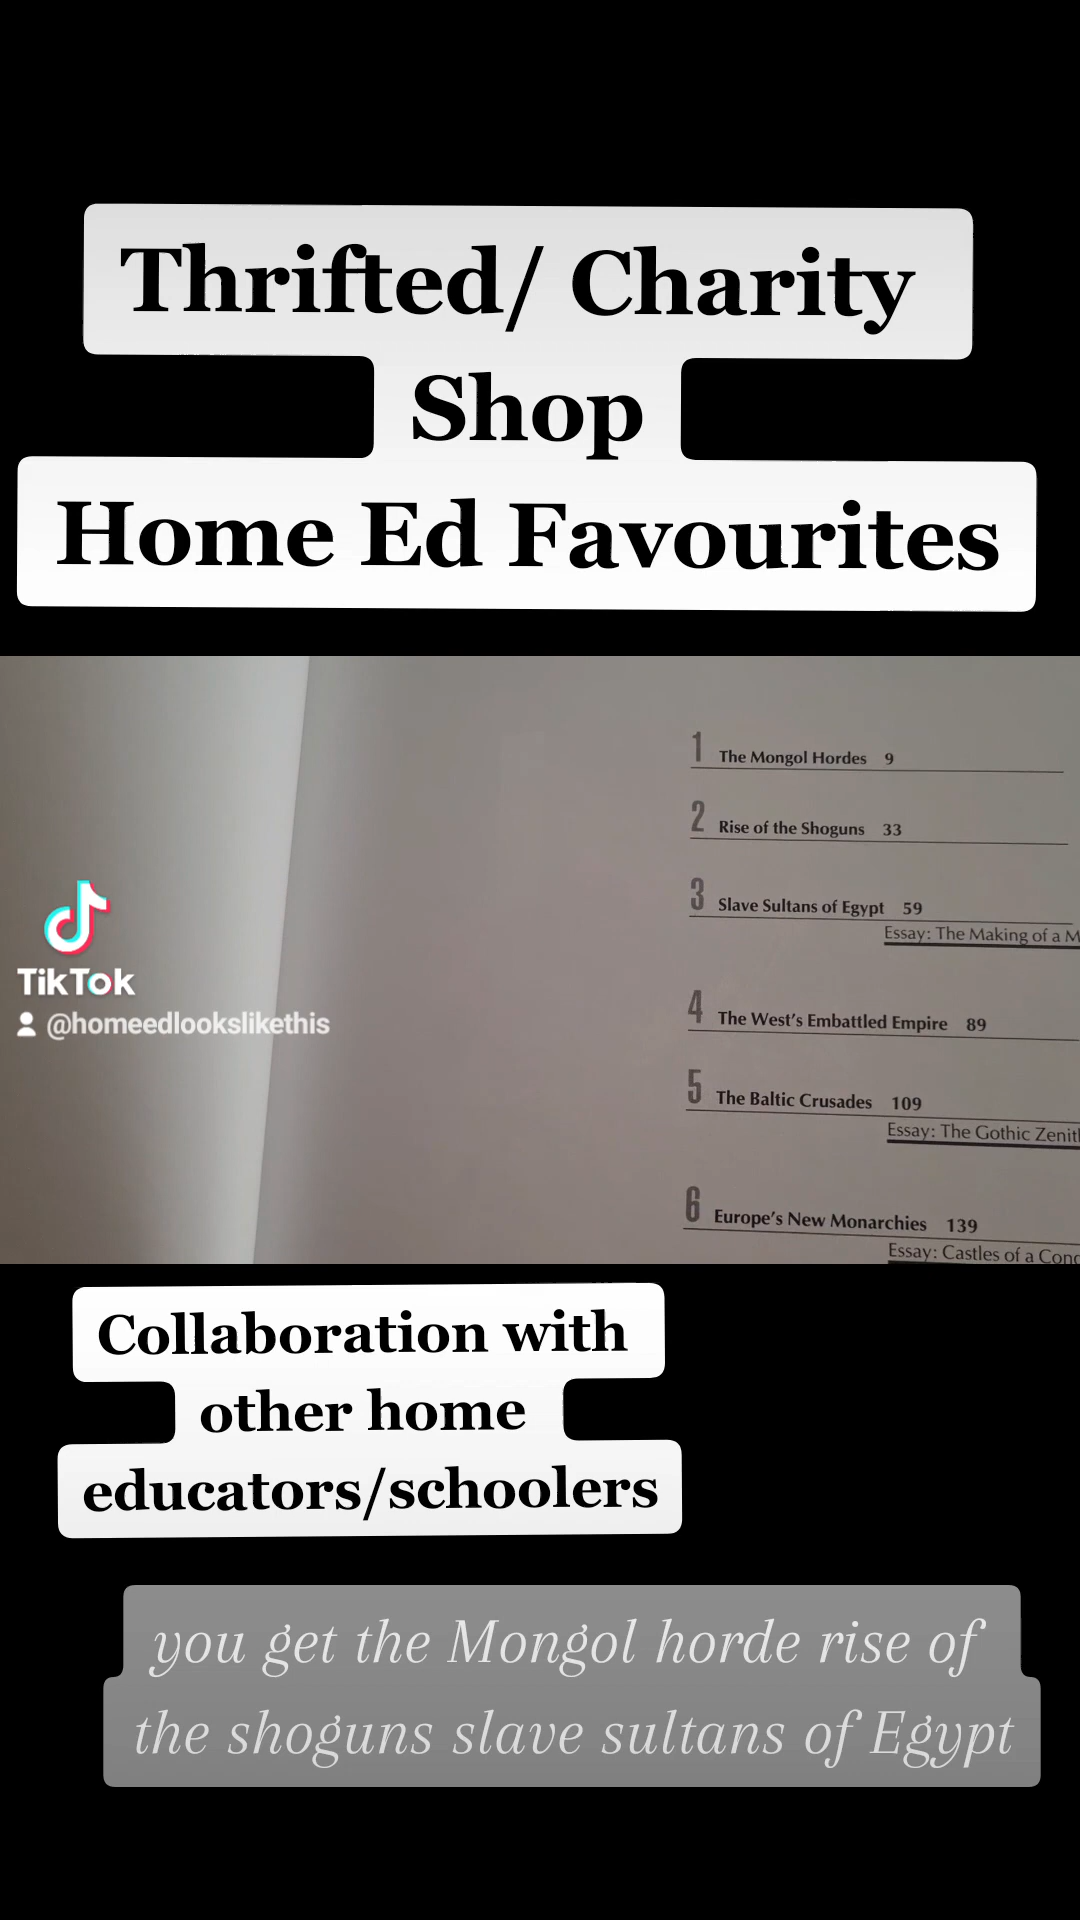 Thrifted/ Charity
Shop
Home Ed Favourites
1 The Mongol Hordes 9
2 Rise of the Shoguns 33
3 Slave Sultans of Egypt 59
Essay: The Making of a M
4 The West's Embattled Empire 89
5 The Baltic Crusades 109
Essay: The Gothic Zenit
6 Europe's New Monarchies 139
Essay: Castles of a Con
TikTok
@homeedlookslikethis
Collaboration with
other home
educators/schoolers
you get the Mongol horde rise of
the shoguns slave sultans of Egypt